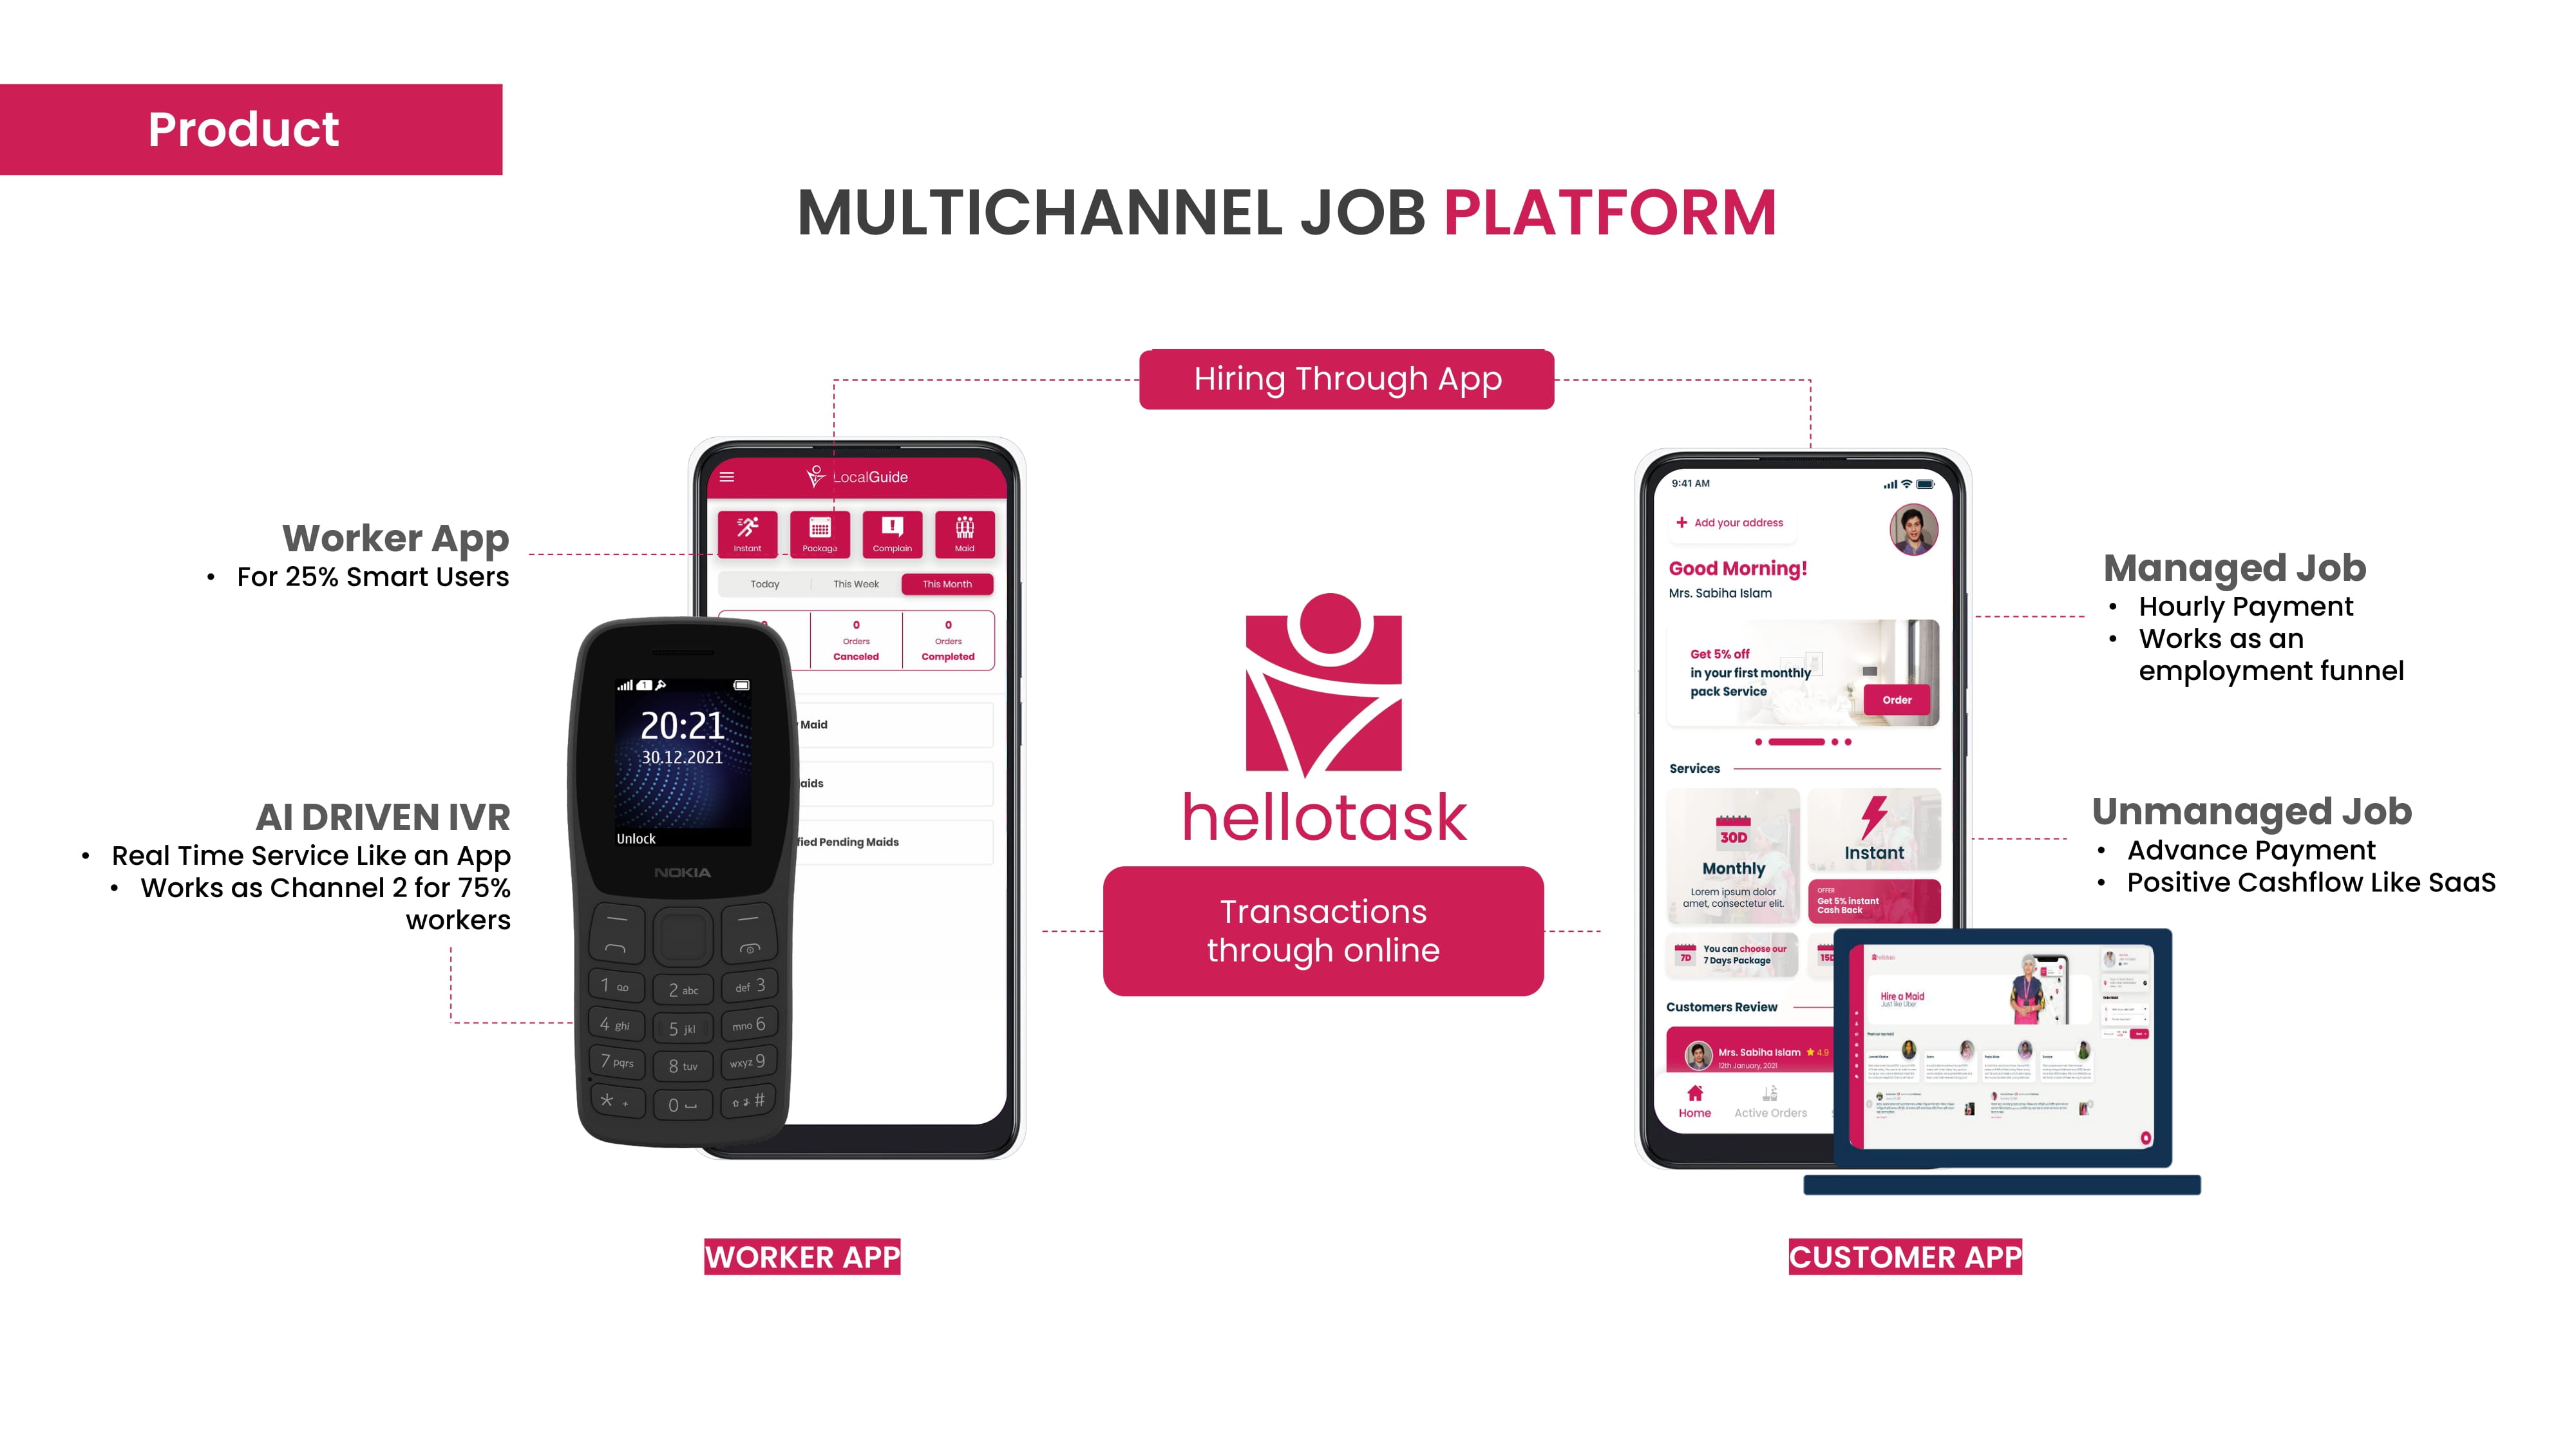 Product
MULTICHANNEL JOB PLATFORM
Hiring Through App
Worker App
• For 25% Smart Users
AI DRIVEN IVR
• Real Time Service Like an App
• Works as Channel 2 for 75%
workers
LocalGuide
Instant
Package
Complain
Maid
Today
This Week
This Month
0
0
Orders
Orders
Canceled
Completed
Maid
aids
fied Pending Maids
20:21
30.12.2021
Unlock
NOKIA
1
2 abc
def 3
4 ghi
5 jkl
mno 6
7 pqrs
8 tuv
wxyz 9
* +
0
#
hellotask
Transactions
through online
9:41 AM
+ Add your address
Good Morning!
Mrs. Sabiha Islam
Get 5% off
in your first monthly
pack Service
Order
Services
30D
Monthly
Lorem ipsum dolor
amet, consectetur elit.
Instant
OFFER
Get 5% instant
Cash Back
7D
You can choose our
7 Days Package
15D
Customers Review
Mrs. Sabiha Islam 4.9
12th January, 2021
Home
Active Orders
hellotask
Hire a Maid
Just like Uber
Managed Job
• Hourly Payment
• Works as an
employment funnel
Unmanaged Job
• Advance Payment
• Positive Cashflow Like SaaS
WORKER APP
CUSTOMER APP